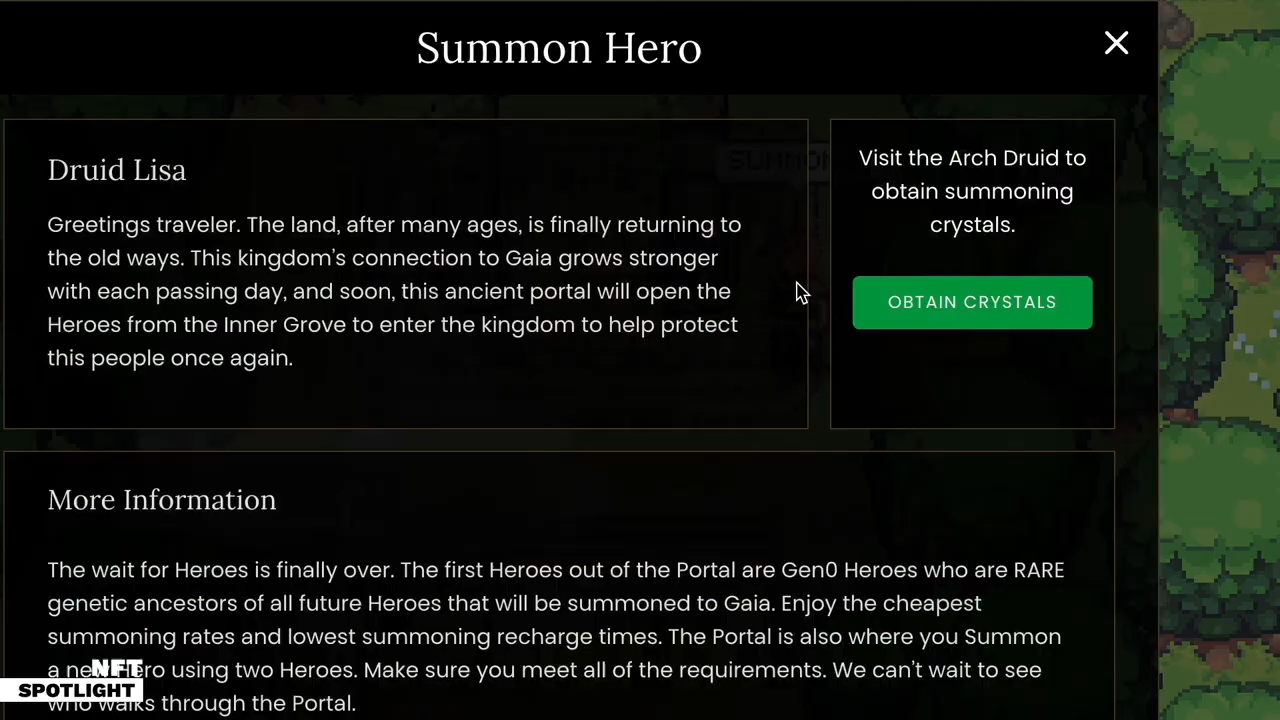 Summon Hero
SUMMON
Druid Lisa
Greetings traveler. The land, after many ages, is finally returning to
the old ways. This kingdom's connection to Gaia grows stronger
with each passing day, and soon, this ancient portal will open the
Heroes from the Inner Grove to enter the kingdom to help protect
this people once again.
Visit the Arch Druid to
obtain summoning
crystals.
OBTAIN CRYSTALS
More Information
The wait for Heroes is finally over. The first Heroes out of the Portal are Gen0 Heroes who are RARE
genetic ancestors of all future Heroes that will be summoned to Gaia. Enjoy the cheapest
summoning rates and lowest summoning recharge times. The Portal is also where you Summon
a new Hero using two Heroes. Make sure you meet all of the requirements. We can't wait to see
who walks through the Portal.
NFT
SPOTLIGHT